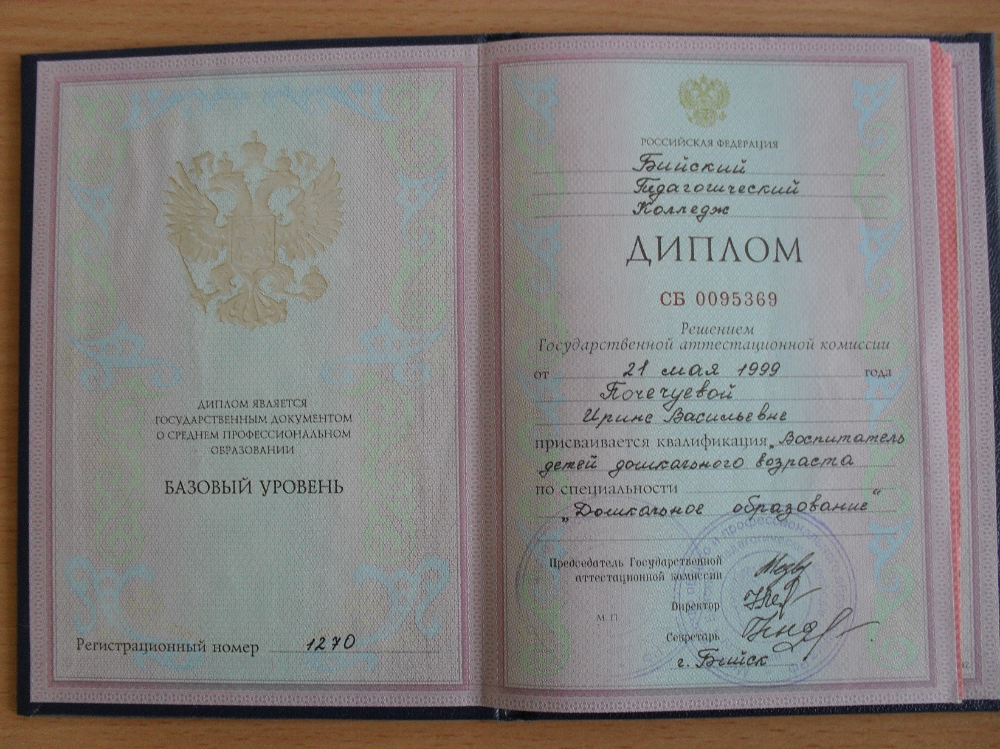 ДИПЛОМ ЯВЛЯЕТСЯ
ГОСУДАРСТВЕННЫМ ДОКУМЕНТОМ
О СРЕДНЕМ ПРОФЕССИОНАЛЬНОМ
ОБРАЗОВАНИИ
БАЗОВЫЙ УРОВЕНЬ
Регистрационный номер 1270
РОССИЙСКАЯ ФЕДЕРАЦИЯ
Бийский
Педагогический
Колледж
ДИПЛОМ
СБ 0095369
Решением
Государственной аттестационной комиссии
от 21 мая 1999 года
Почечуевой
Ирине Васильевне
присваивается квалификация „Воспитатель
детей дошкольного возраста
по специальности “
„Дошкольное образование
Председатель Государственной
аттестационной комиссии
Директор
М. П.
Секретарь
г. Бийск